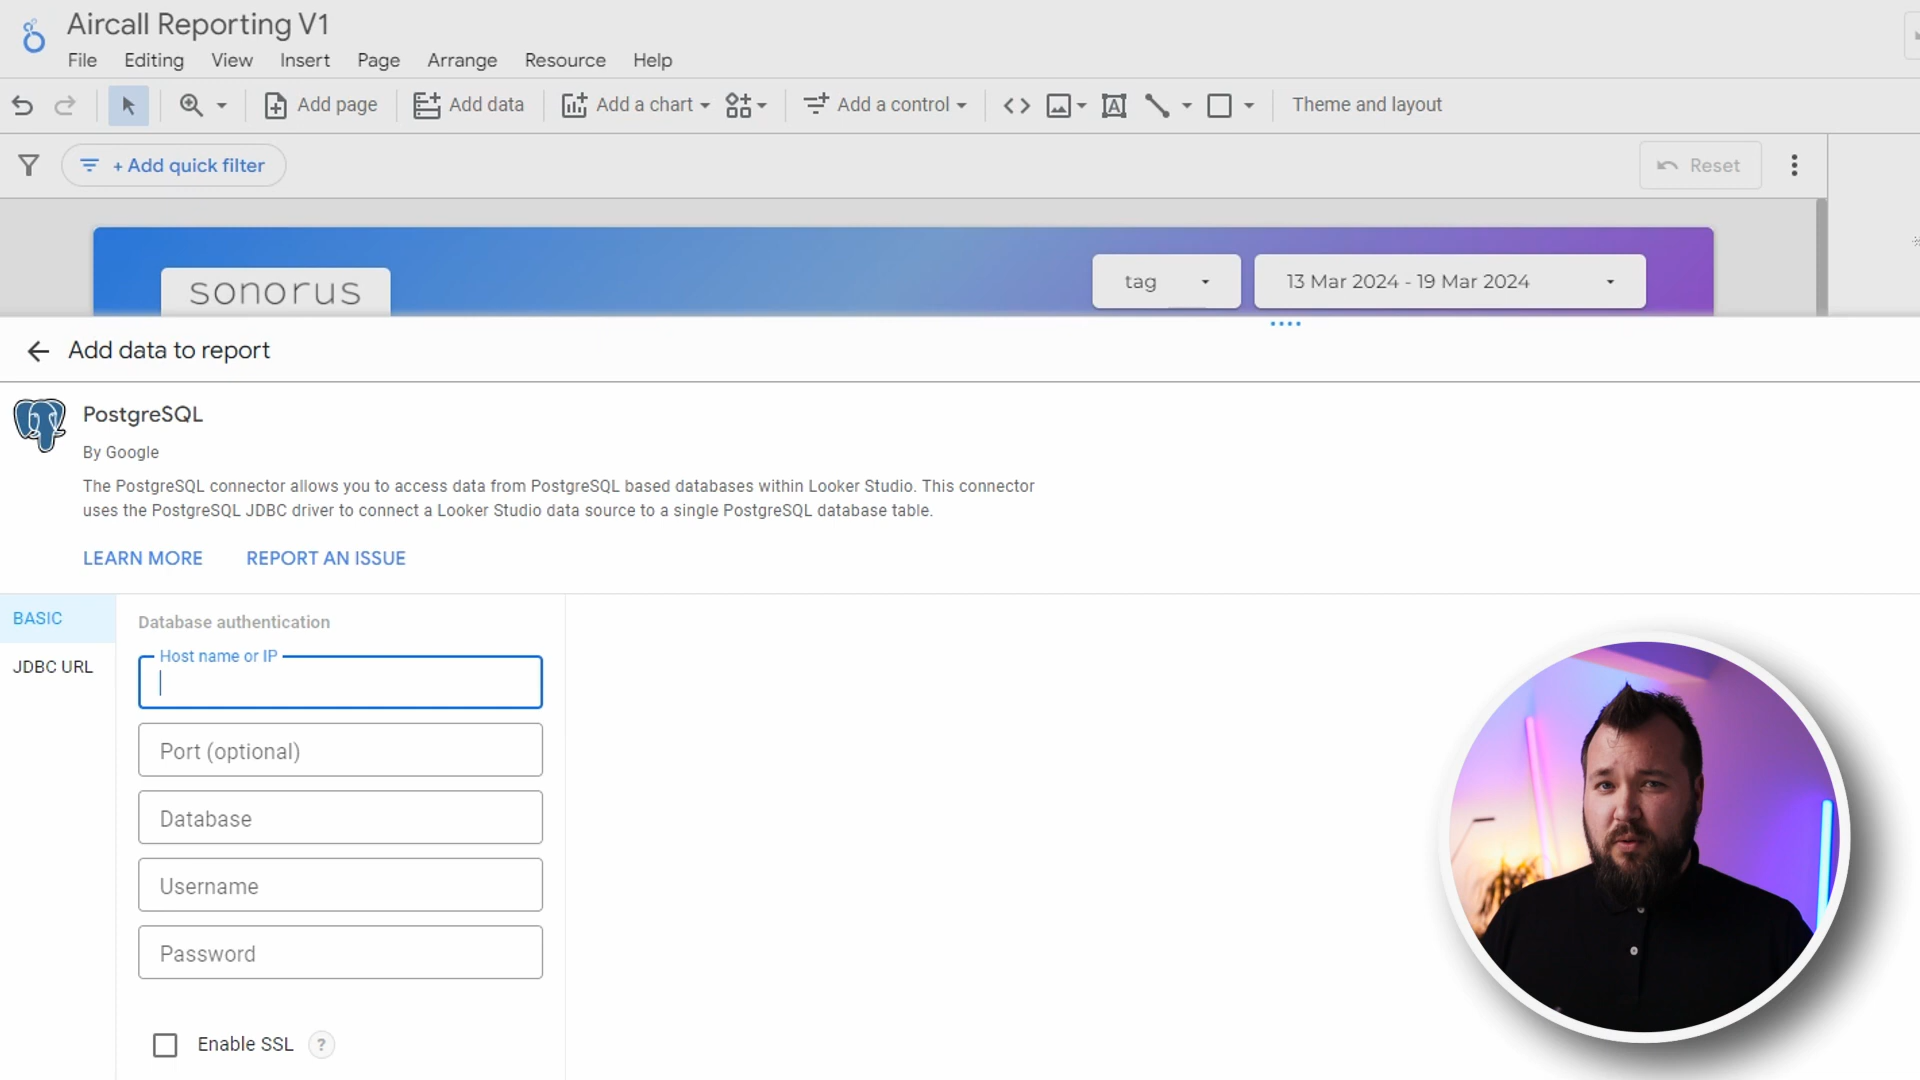 Aircall Reporting V1
File Editing View Insert Page Arrange Resource Help
Add page Add data Add a chart Add a control Theme and layout
+ Add quick filter Reset
sonorus tag 13 Mar 2024 - 19 Mar 2024
Add data to report
PostgreSQL
By Google
The PostgreSQL connector allows you to access data from PostgreSQL based databases within Looker Studio. This connector
uses the PostgreSQL JDBC driver to connect a Looker Studio data source to a single PostgreSQL database table.
LEARN MORE REPORT AN ISSUE
BASIC
JDBC URL
Database authentication
Host name or IP
Port (optional)
Database
Username
Password
Enable SSL ?